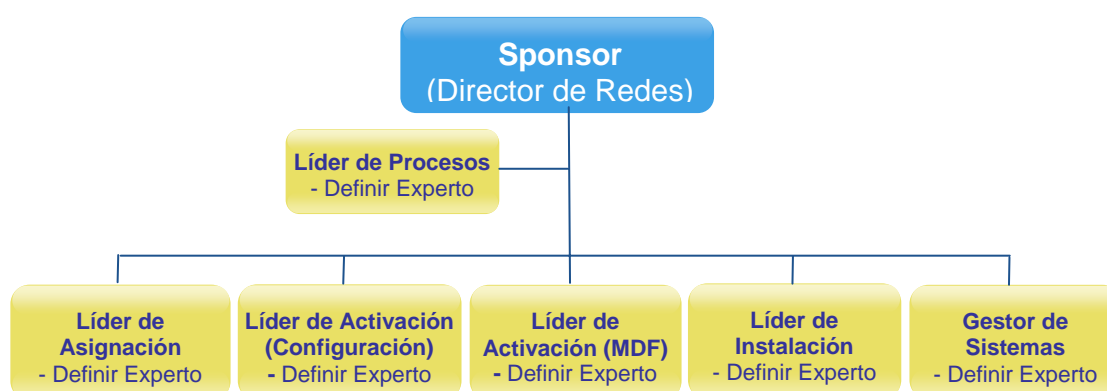 Sponsor
(Director de Redes)
Líder de Procesos
- Definir Experto
Líder de
Asignación
- Definir Experto
Líder de Activación
(Configuración)
- Definir Experto
Líder de
Activación (MDF)
- Definir Experto
Líder de
Instalación
- Definir Experto
Gestor de
Sistemas
- Definir Experto